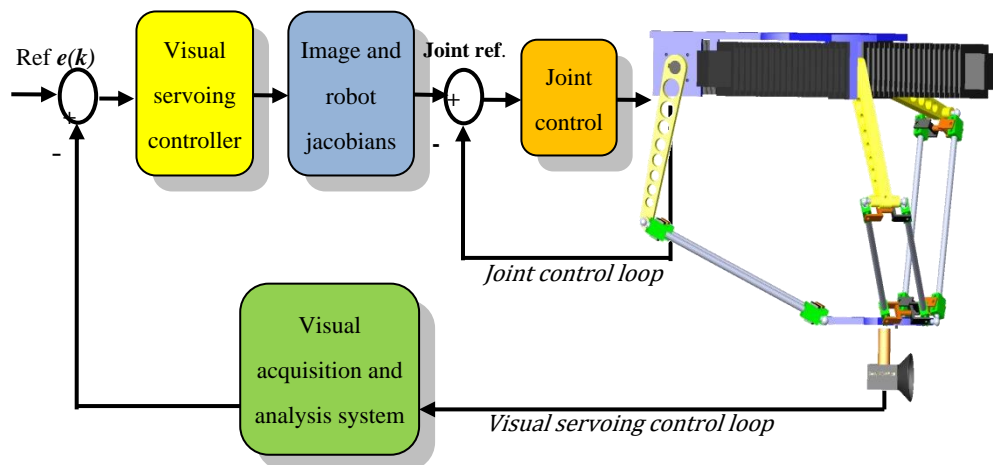 Ref e(k)
+
-
Visual
servoing
controller
Image and
robot
jacobians
Joint ref.
+
-
Joint
control
Joint control loop
Visual
acquisition and
analysis system
Visual servoing control loop